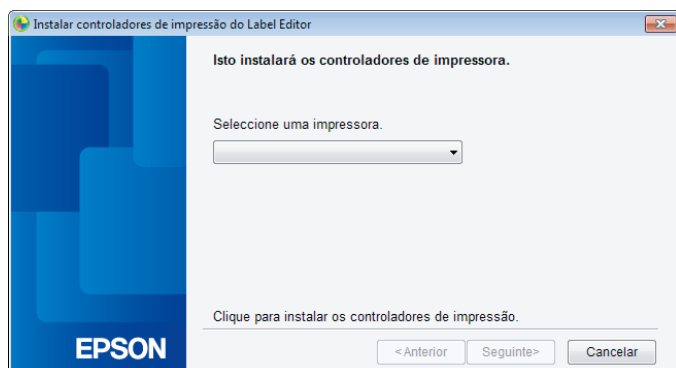 Instalar controladores de impressão do Label Editor
Isto instalará os controladores de impressora.
Seleccione uma impressora.
Clique para instalar os controladores de impressão.
EPSON
<Anterior
Seguinte>
Cancelar